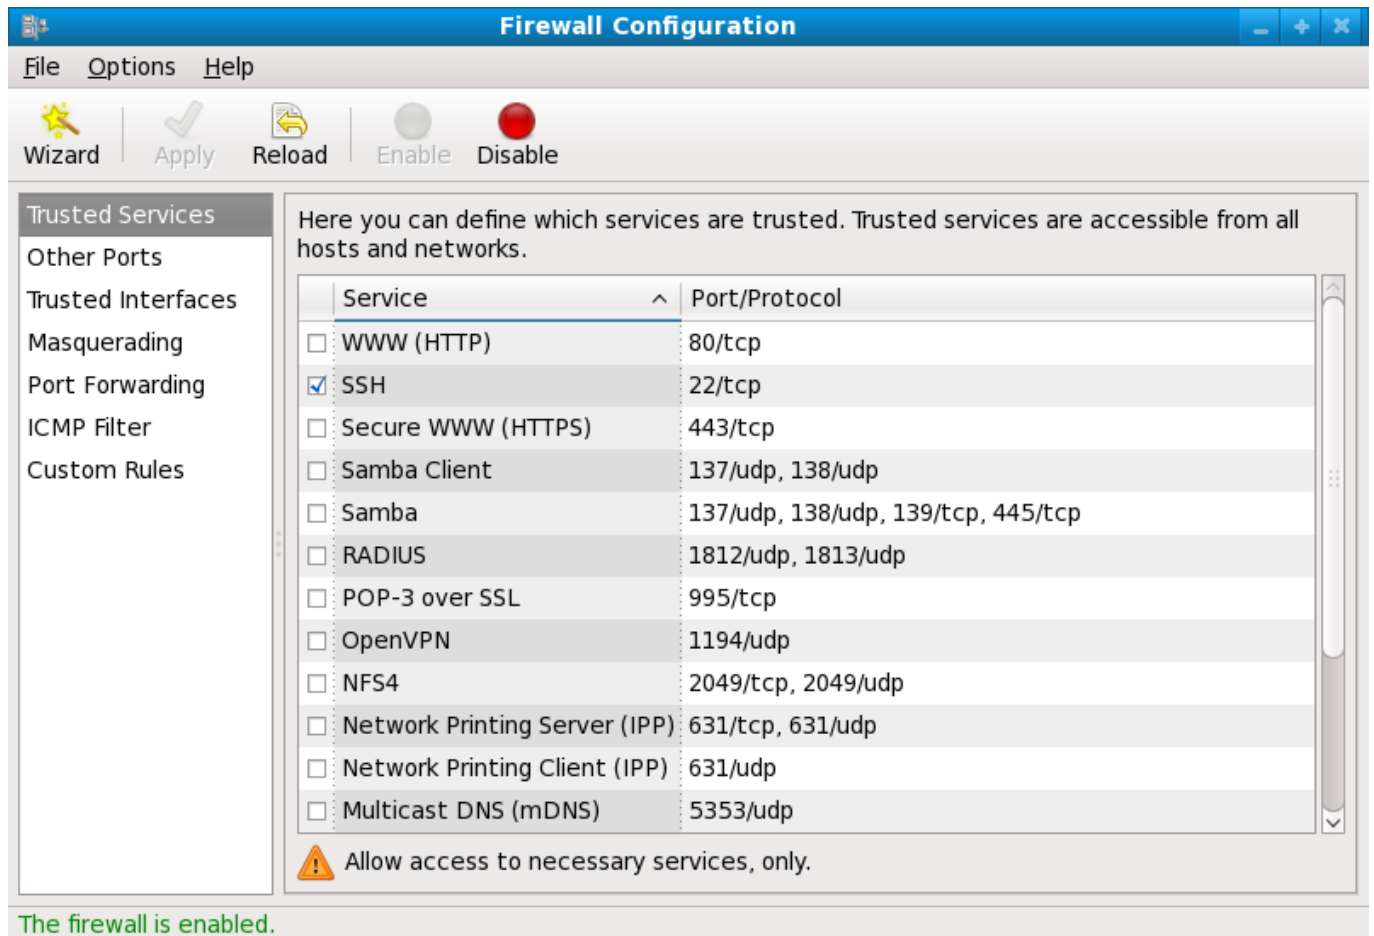 Firewall Configuration
File Options Help
Wizard Apply Reload Enable Disable
Trusted Services
Other Ports
Trusted Interfaces
Masquerading
Port Forwarding
ICMP Filter
Custom Rules
Here you can define which services are trusted. Trusted services are accessible from all
hosts and networks.
Service Port/Protocol
WWW (HTTP) 80/tcp
SSH 22/tcp
Secure WWW (HTTPS) 443/tcp
Samba Client 137/udp, 138/udp
Samba 137/udp, 138/udp, 139/tcp, 445/tcp
RADIUS 1812/udp, 1813/udp
POP-3 over SSL 995/tcp
OpenVPN 1194/udp
NFS4 2049/tcp, 2049/udp
Network Printing Server (IPP) 631/tcp, 631/udp
Network Printing Client (IPP) 631/udp
Multicast DNS (mDNS) 5353/udp
Allow access to necessary services, only.
The firewall is enabled.